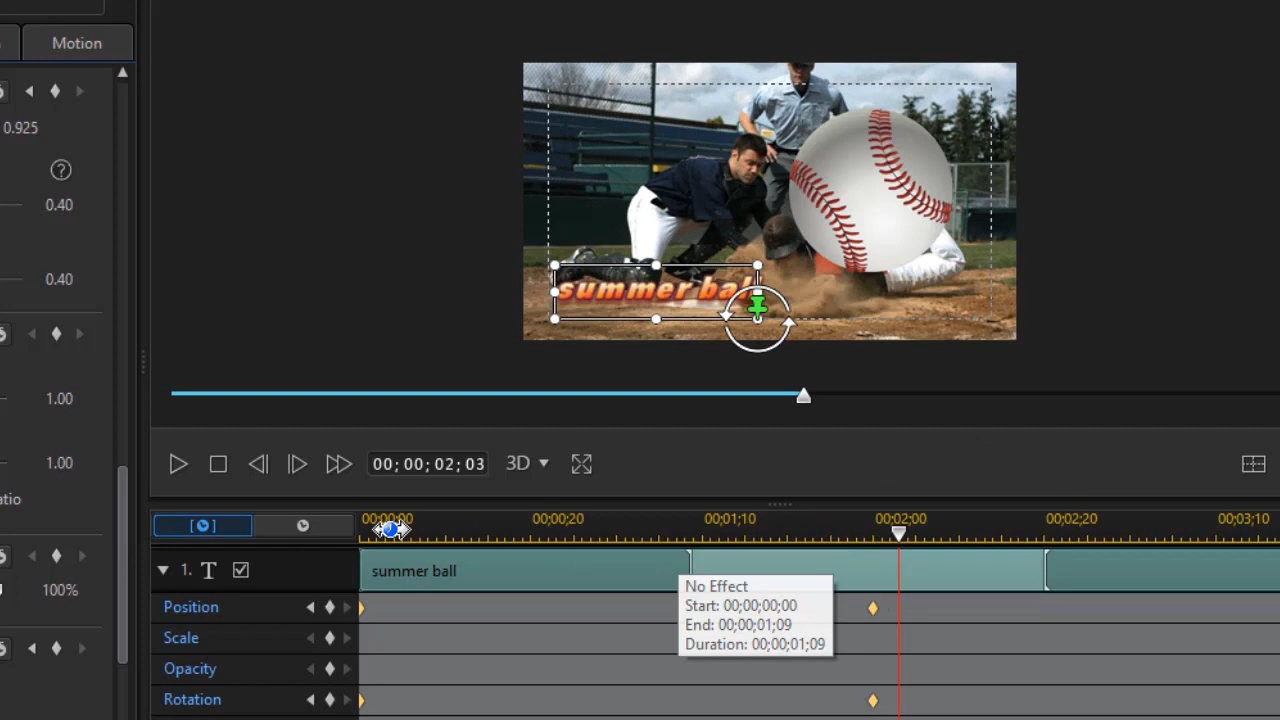 Motion
0.925
0.40
0.40
1.00
1.00
atio
100%
summer ball
00;00;02;03
3D
00;00;00 00;00;20 00;01;10 00;02;00 00;02;20 00;03;10
1. T summer ball
No Effect
Start: 00;00;00;00
End: 00;00;01;09
Duration: 00;00;01;09
Position
Scale
Opacity
Rotation